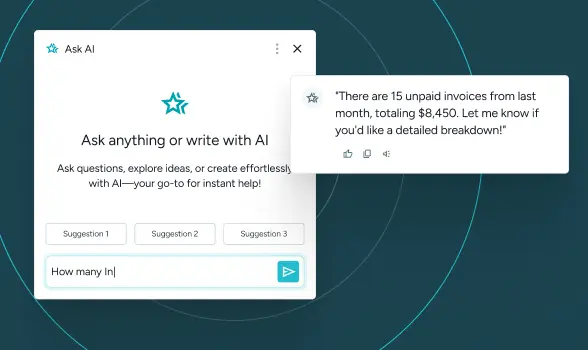 Ask AI
Ask anything or write with AI
Ask questions, explore ideas, or create effortlessly
with AI—your go-to for instant help!
Suggestion 1
Suggestion 2
Suggestion 3
How many In
"There are 15 unpaid invoices from last
month, totaling $8,450. Let me know if
you'd like a detailed breakdown!"